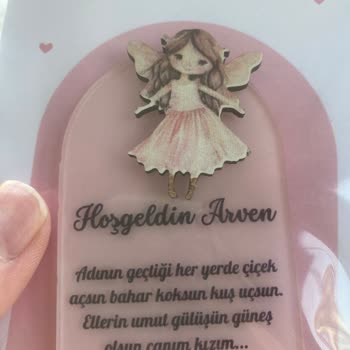 Hoşgeldin Arven
Adının geçtiği her yerde çiçek
açsın bahar koksun kuş uçsun.
Ellerin umut gülüşün güneş
olsun canım kızım...